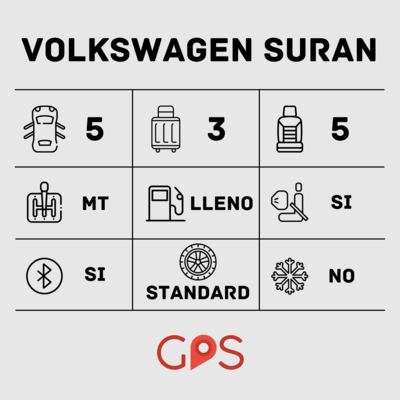 VOLKSWAGEN SURAN
5 3 5
MT LLENO SI
SI STANDARD NO
GPS